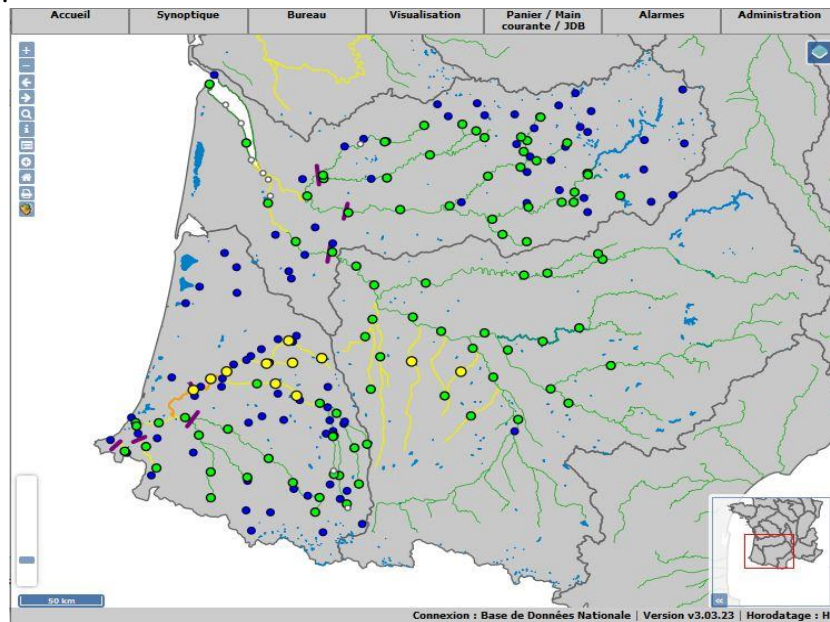 Accueil
Synoptique
Bureau
Visualisation
Panier / Main
courante / JDB
Alarmes
Administration
50 km
Connexion : Base de Données Nationale | Version v3.03.23 | Horodatage : H